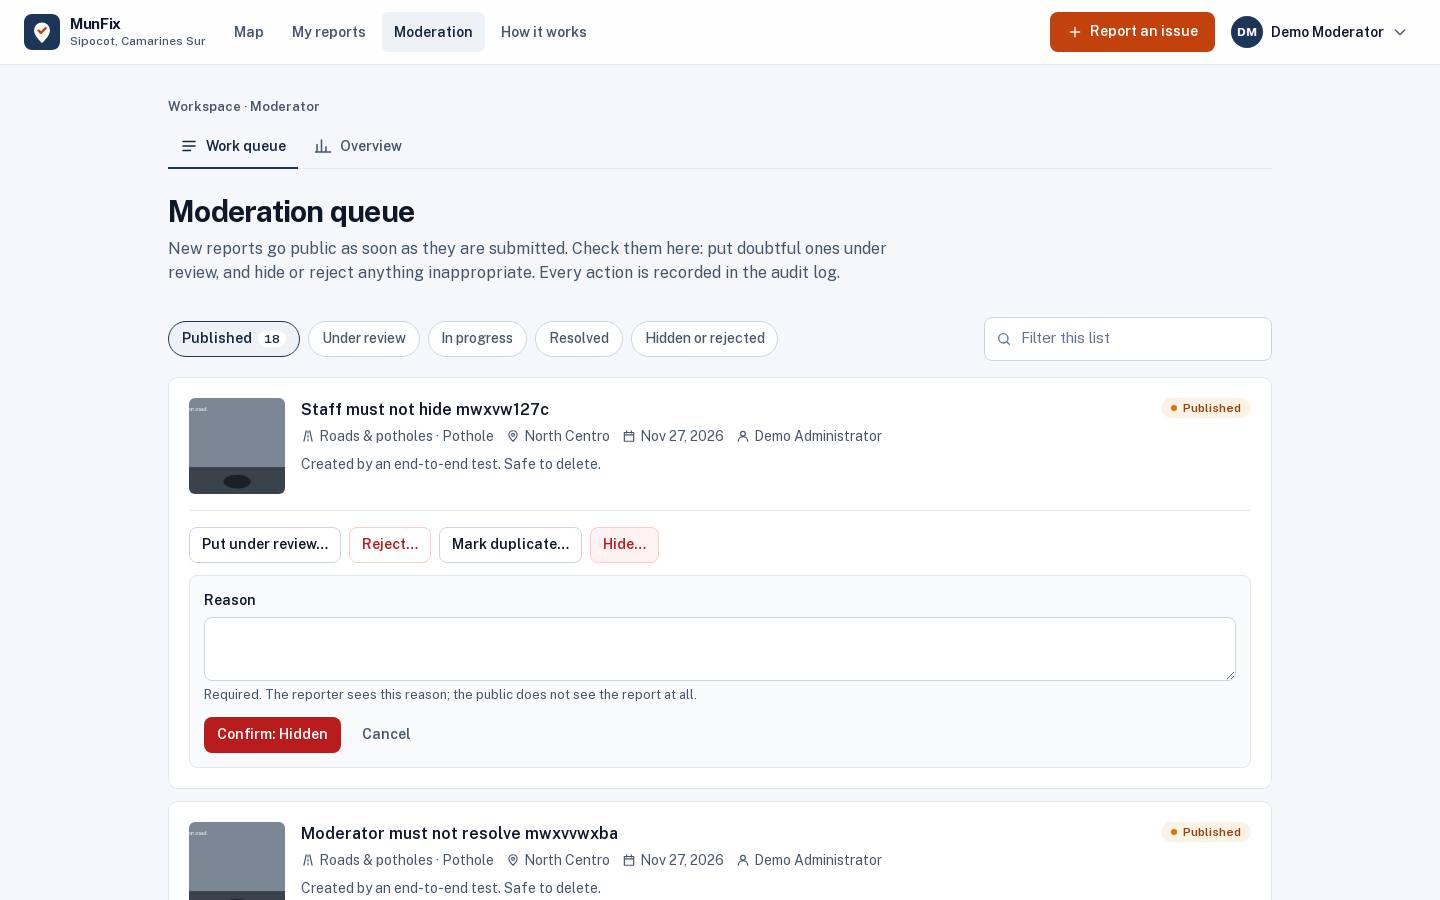 MunFix
Sipocot, Camarines Sur
Map
My reports
Moderation
How it works
Report an issue
DM
Demo Moderator
Workspace · Moderator
Work queue
Overview
Moderation queue
New reports go public as soon as they are submitted. Check them here: put doubtful ones under
review, and hide or reject anything inappropriate. Every action is recorded in the audit log.
Published 18
Under review
In progress
Resolved
Hidden or rejected
Filter this list
Staff must not hide mwxvw127c
Published
Roads & potholes · Pothole
North Centro
Nov 27, 2026
Demo Administrator
Created by an end-to-end test. Safe to delete.
Put under review…
Reject…
Mark duplicate…
Hide…
Reason
Required. The reporter sees this reason; the public does not see the report at all.
Confirm: Hidden
Cancel
Moderator must not resolve mwxvvwxba
Published
Roads & potholes · Pothole
North Centro
Nov 27, 2026
Demo Administrator
Created by an end-to-end test. Safe to delete.